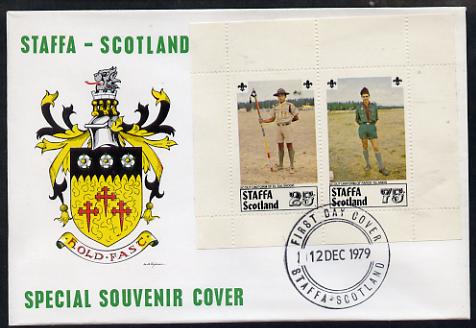 STAFFA - SCOTLAND
HOLD·FAST
SPECIAL SOUVENIR COVER
STAFFA
Scotland
25
STAFFA
Scotland
75
FIRST DAY COVER
12 DEC 1979
STAFFA - SCOTLAND